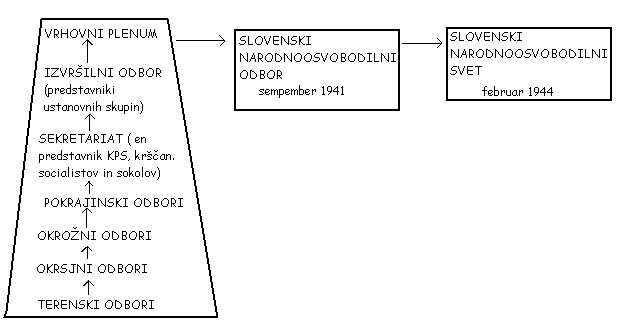 VRHOVNI PLENUM
IZVRŠILNI ODBOR
(predstavniki
ustanovnih skupin)
SEKRETARIAT ( en
predstavnik KPS, krščan.
socialistov in sokolov)
POKRAJINSKI ODBORI
OKROŽNI ODBORI
OKRSJNI ODBORI
TERENSKI ODBORI
SLOVENSKI
NARODNOOSVOBODILNI
ODBOR
sempember 1941
SLOVENSKI
NARODNOOSVOBODILNI
SVET
februar 1944